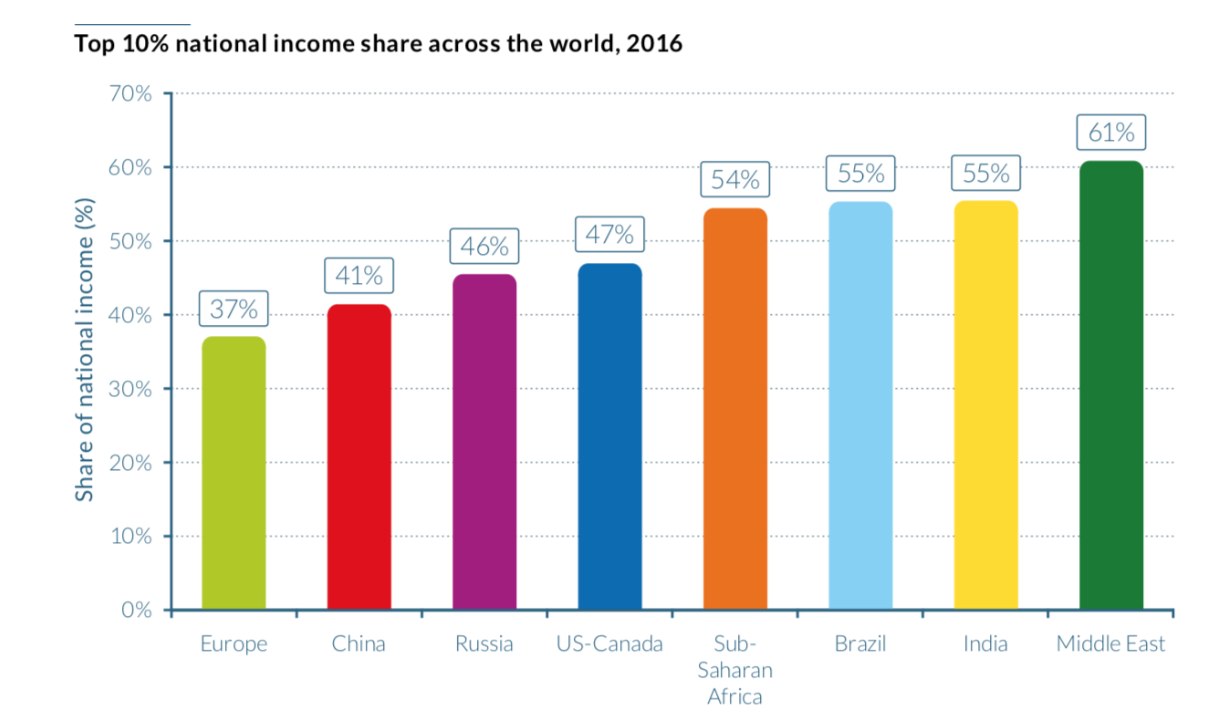 Top 10% national income share across the world, 2016
Share of national income (%)
70%
60%
50%
40%
30%
20%
10%
0%
37%
41%
46%
47%
54%
55%
55%
61%
Europe
China
Russia
US-Canada
Sub-
Saharan
Africa
Brazil
India
Middle East